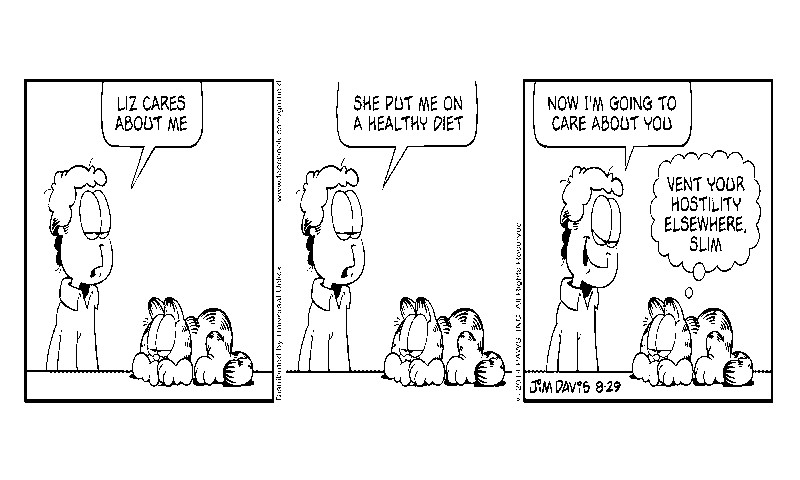 LIZ CARES
ABOUT ME
SHE PUT ME ON
A HEALTHY DIET
NOW I'M GOING TO
CARE ABOUT YOU
VENT YOUR
HOSTILITY
ELSEWHERE,
SLIM
JIM DAVIS 8·29